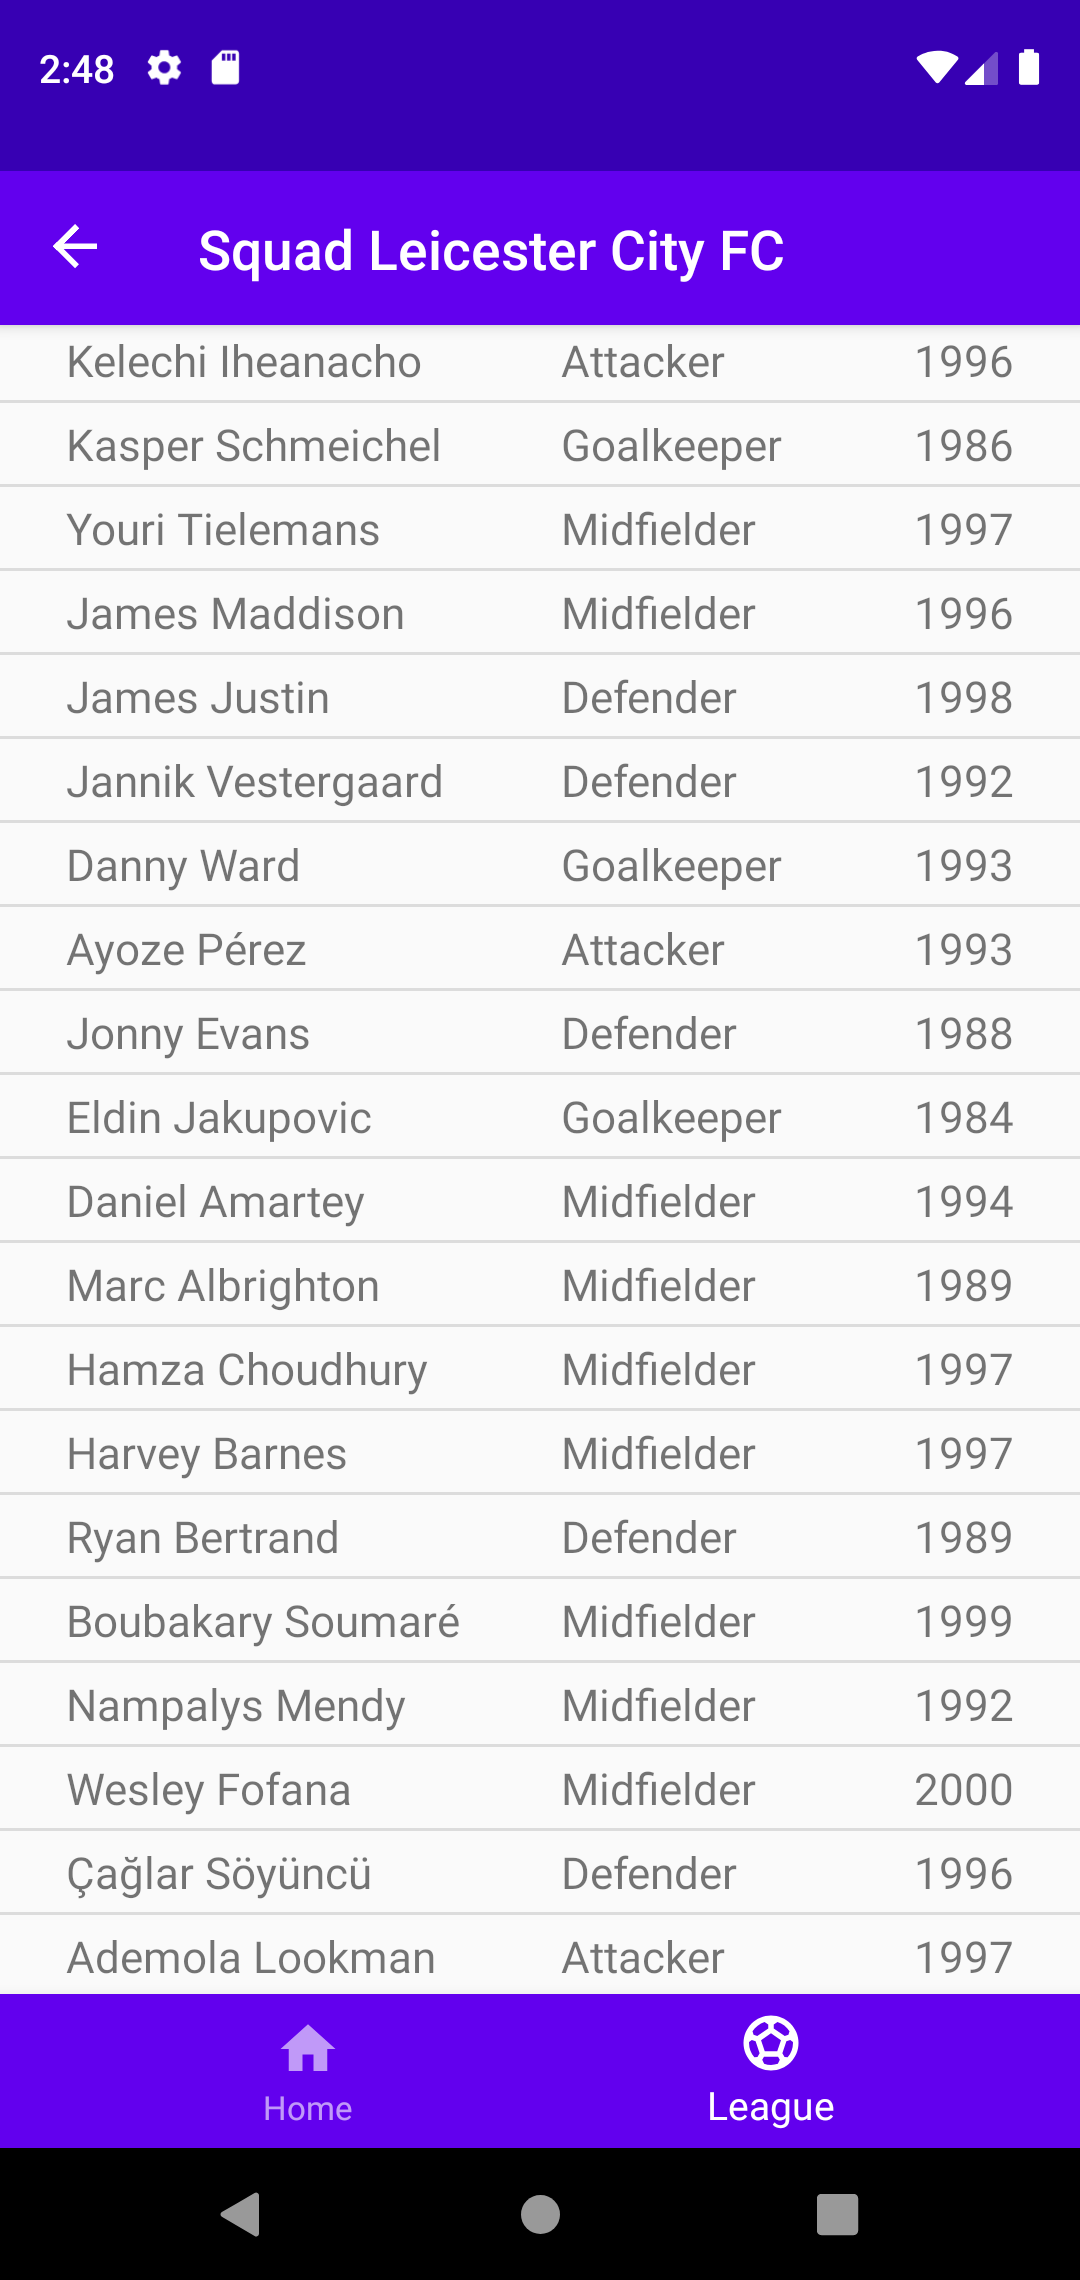 2:48
Squad Leicester City FC
Kelechi Iheanacho Attacker 1996
Kasper Schmeichel Goalkeeper 1986
Youri Tielemans Midfielder 1997
James Maddison Midfielder 1996
James Justin Defender 1998
Jannik Vestergaard Defender 1992
Danny Ward Goalkeeper 1993
Ayoze Pérez Attacker 1993
Jonny Evans Defender 1988
Eldin Jakupovic Goalkeeper 1984
Daniel Amartey Midfielder 1994
Marc Albrighton Midfielder 1989
Hamza Choudhury Midfielder 1997
Harvey Barnes Midfielder 1997
Ryan Bertrand Defender 1989
Boubakary Soumaré Midfielder 1999
Nampalys Mendy Midfielder 1992
Wesley Fofana Midfielder 2000
Çağlar Söyüncü Defender 1996
Ademola Lookman Attacker 1997
Home League